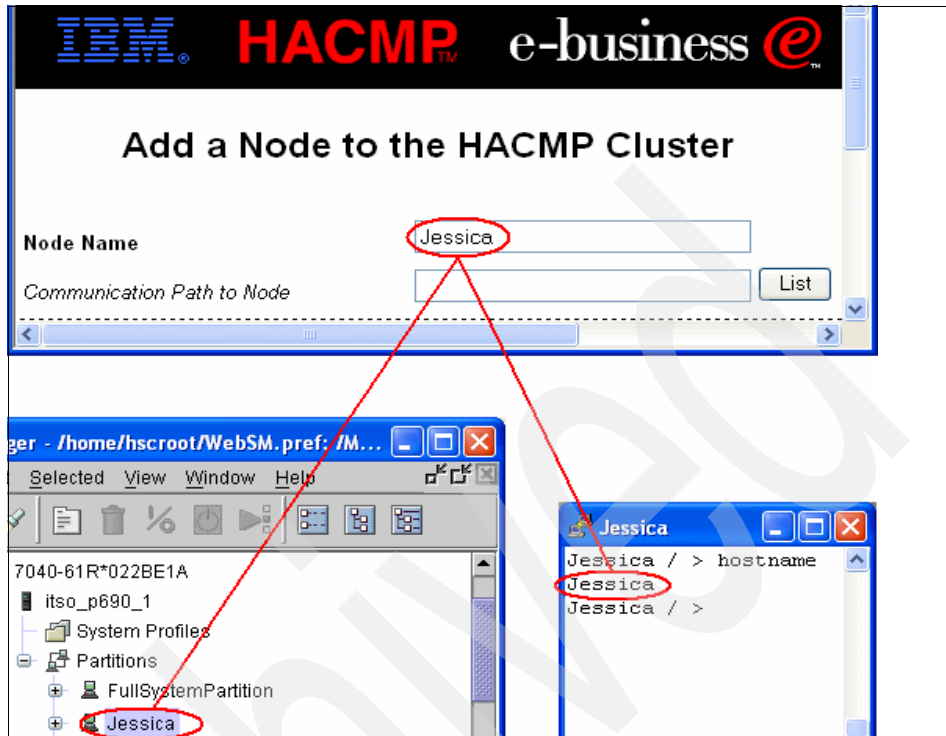 IBM® HACMP™ e-business e™
Add a Node to the HACMP Cluster
Node Name
Jessica
Communication Path to Node
List
ger - /home/hscroot/WebSM.pref: /M...
Selected View Window Help
7040-61R*022BE1A
itso_p690_1
System Profiles
Partitions
FullSystemPartition
Jessica
Jessica
Jessica / > hostname
Jessica
Jessica / >